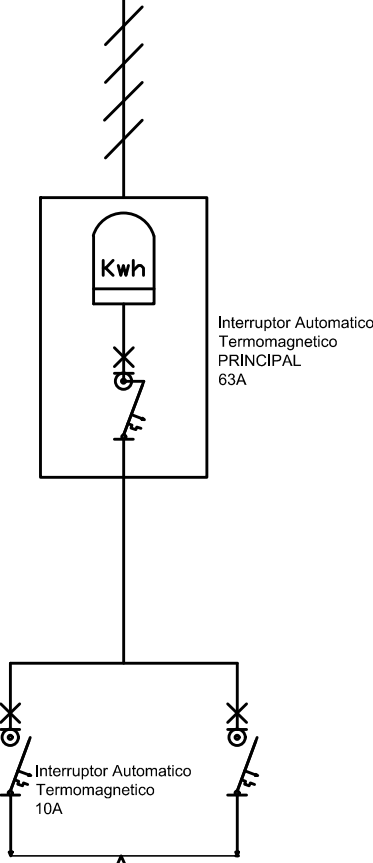 Kwh
Interruptor Automatico
Termomagnetico
PRINCIPAL
63A
Interruptor Automatico
Termomagnetico
10A